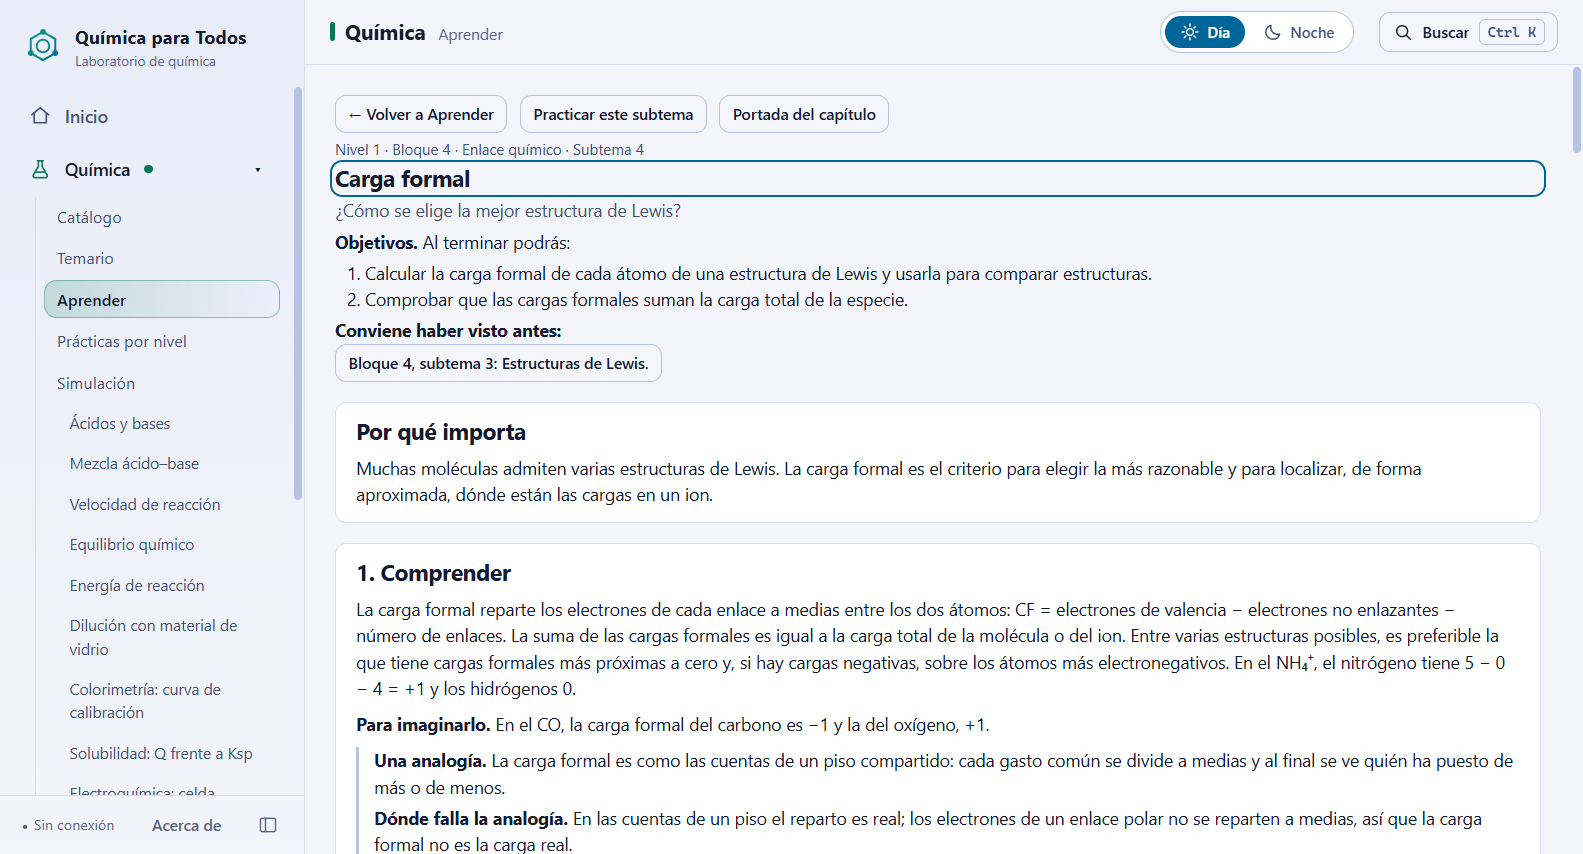 Química para Todos
Laboratorio de química
Inicio
Química
Catálogo
Temario
Aprender
Prácticas por nivel
Simulación
Ácidos y bases
Mezcla ácido–base
Velocidad de reacción
Equilibrio químico
Energía de reacción
Dilución con material de
vidrio
Colorimetría: curva de
calibración
Solubilidad: Q frente a Ksp
Electroquímica: celda
• Sin conexión
Acerca de
Química Aprender
Día
Noche
Buscar Ctrl K
← Volver a Aprender
Practicar este subtema
Portada del capítulo
Nivel 1 · Bloque 4 · Enlace químico · Subtema 4
Carga formal
¿Cómo se elige la mejor estructura de Lewis?
Objetivos. Al terminar podrás:
1. Calcular la carga formal de cada átomo de una estructura de Lewis y usarla para comparar estructuras.
2. Comprobar que las cargas formales suman la carga total de la especie.
Conviene haber visto antes:
Bloque 4, subtema 3: Estructuras de Lewis.
Por qué importa
Muchas moléculas admiten varias estructuras de Lewis. La carga formal es el criterio para elegir la más razonable y para localizar, de forma
aproximada, dónde están las cargas en un ion.
1. Comprender
La carga formal reparte los electrones de cada enlace a medias entre los dos átomos: CF = electrones de valencia − electrones no enlazantes −
número de enlaces. La suma de las cargas formales es igual a la carga total de la molécula o del ion. Entre varias estructuras posibles, es preferible la
que tiene cargas formales más próximas a cero y, si hay cargas negativas, sobre los átomos más electronegativos. En el NH₄⁺, el nitrógeno tiene 5 − 0
− 4 = +1 y los hidrógenos 0.
Para imaginarlo. En el CO, la carga formal del carbono es −1 y la del oxígeno, +1.
Una analogía. La carga formal es como las cuentas de un piso compartido: cada gasto común se divide a medias y al final se ve quién ha puesto de
más o de menos.
Dónde falla la analogía. En las cuentas de un piso el reparto es real; los electrones de un enlace polar no se reparten a medias, así que la carga
formal no es la carga real.